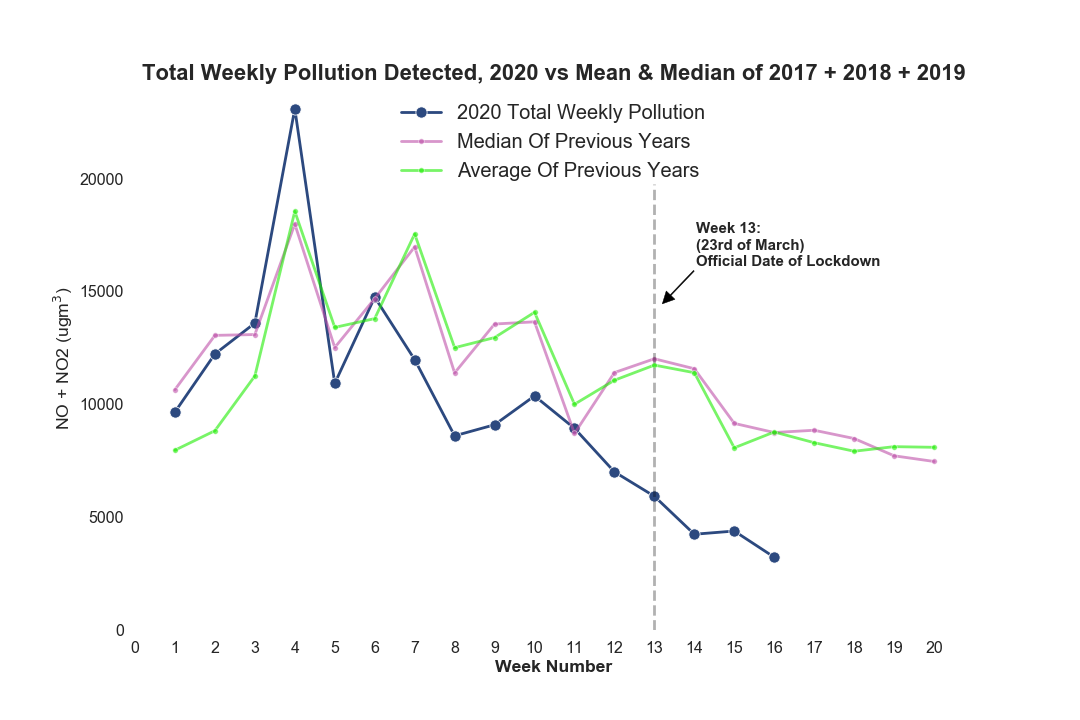 Total Weekly Pollution Detected, 2020 vs Mean & Median of 2017 + 2018 + 2019
2020 Total Weekly Pollution
Median Of Previous Years
Average Of Previous Years
Week 13:
(23rd of March)
Official Date of Lockdown
NO + NO2 (ugm³)
20000
15000
10000
5000
0
0 1 2 3 4 5 6 7 8 9 10 11 12 13 14 15 16 17 18 19 20
Week Number